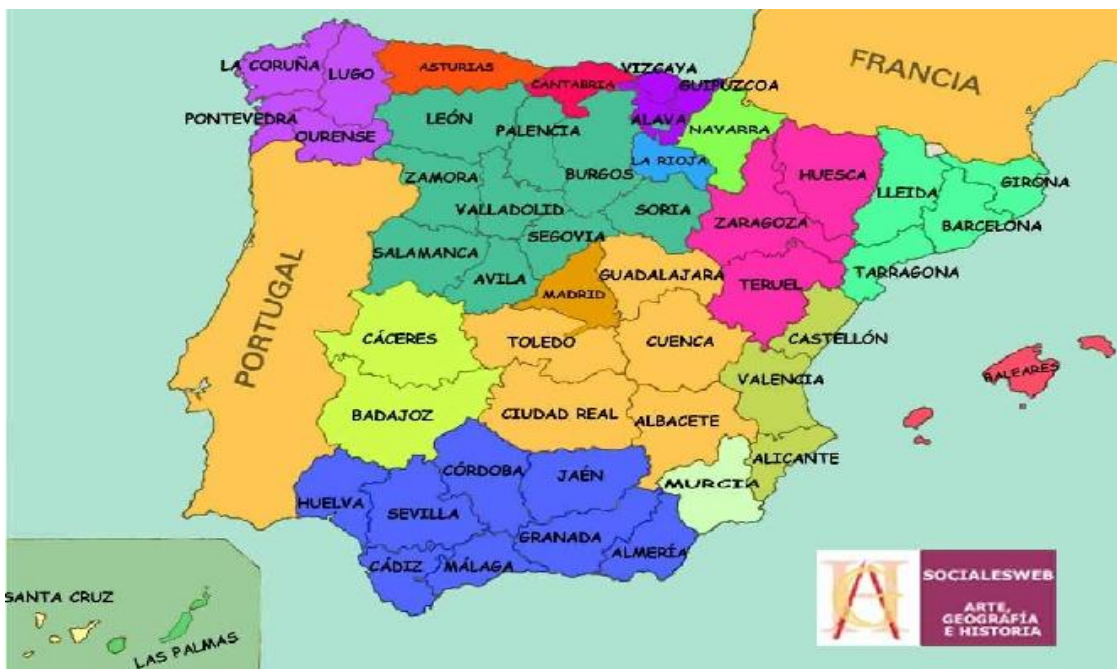 FRANCIA
LA CORUÑA
LUGO
ASTURIAS
CANTABRIA
VIZCAYA
GUIPUZCOA
PONTEVEDRA
OURENSE
LEÓN
PALENCIA
ALAVA
NAVARRA
LA RIOJA
BURGOS
HUESCA
LLEIDA
GIRONA
ZAMORA
VALLADOLID
SORIA
ZARAGOZA
BARCELONA
SALAMANCA
SEGOVIA
AVILA
MADRID
GUADALAJARA
TERUEL
TARRAGONA
PORTUGAL
CÁCERES
TOLEDO
CUENCA
CASTELLÓN
VALENCIA
BALEARES
BADAJOZ
CIUDAD REAL
ALBACETE
ALICANTE
MURCIA
HUELVA
SEVILLA
CÓRDOBA
JAÉN
GRANADA
ALMERÍA
CÁDIZ
MÁLAGA
SANTA CRUZ
LAS PALMAS
SOCIALESWEB
ARTE,
GEOGRAFÍA
E HISTORIA